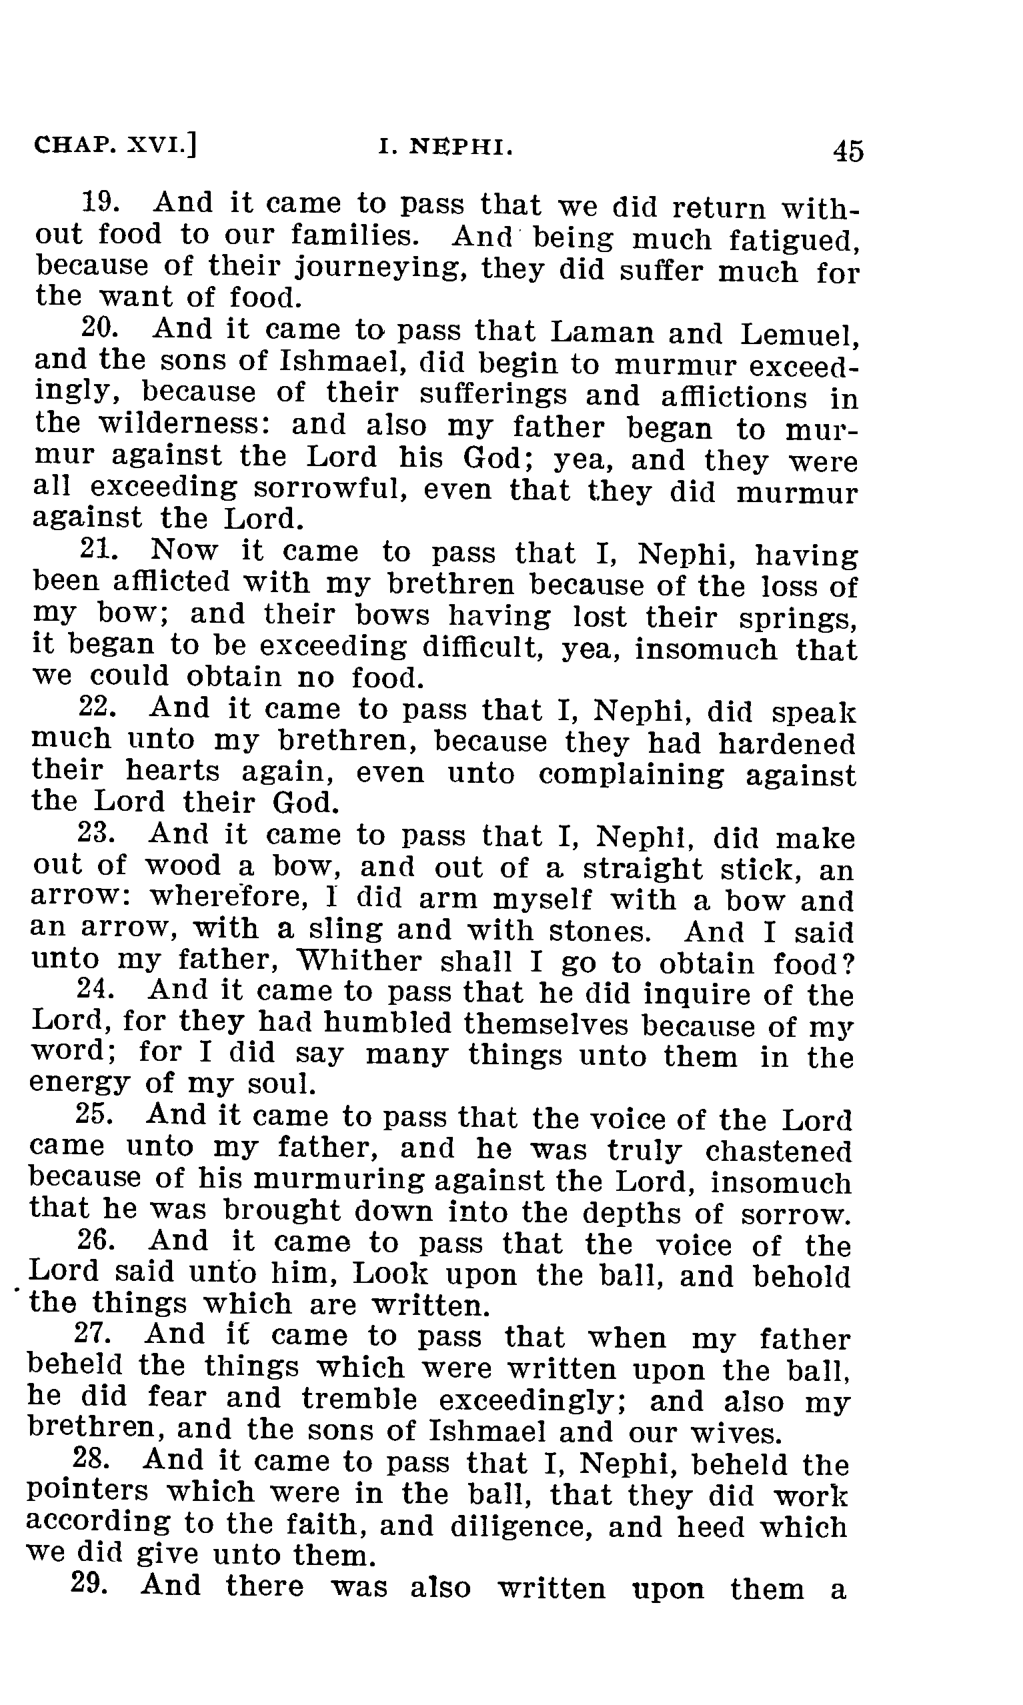 CHAP. XVI.] I. NEPHI. 45
19. And it came to pass that we did return with-
out food to our families. And being much fatigued,
because of their journeying, they did suffer much for
the want of food.
20. And it came to pass that Laman and Lemuel,
and the sons of Ishmael, did begin to murmur exceed-
ingly, because of their sufferings and afflictions in
the wilderness: and also my father began to mur-
mur against the Lord his God; yea, and they were
all exceeding sorrowful, even that they did murmur
against the Lord.
21. Now it came to pass that I, Nephi, having
been afflicted with my brethren because of the loss of
my bow; and their bows having lost their springs,
it began to be exceeding difficult, yea, insomuch that
we could obtain no food.
22. And it came to pass that I, Nephi, did speak
much unto my brethren, because they had hardened
their hearts again, even unto complaining against
the Lord their God.
23. And it came to pass that I, Nephi, did make
out of wood a bow, and out of a straight stick, an
arrow: wherefore, I did arm myself with a bow and
an arrow, with a sling and with stones. And I said
unto my father, Whither shall I go to obtain food?
24. And it came to pass that he did inquire of the
Lord, for they had humbled themselves because of my
word; for I did say many things unto them in the
energy of my soul.
25. And it came to pass that the voice of the Lord
came unto my father, and he was truly chastened
because of his murmuring against the Lord, insomuch
that he was brought down into the depths of sorrow.
26. And it came to pass that the voice of the
Lord said unto him, Look upon the ball, and behold
the things which are written.
27. And it came to pass that when my father
beheld the things which were written upon the ball,
he did fear and tremble exceedingly; and also my
brethren, and the sons of Ishmael and our wives.
28. And it came to pass that I, Nephi, beheld the
pointers which were in the ball, that they did work
according to the faith, and diligence, and heed which
we did give unto them.
29. And there was also written upon them a